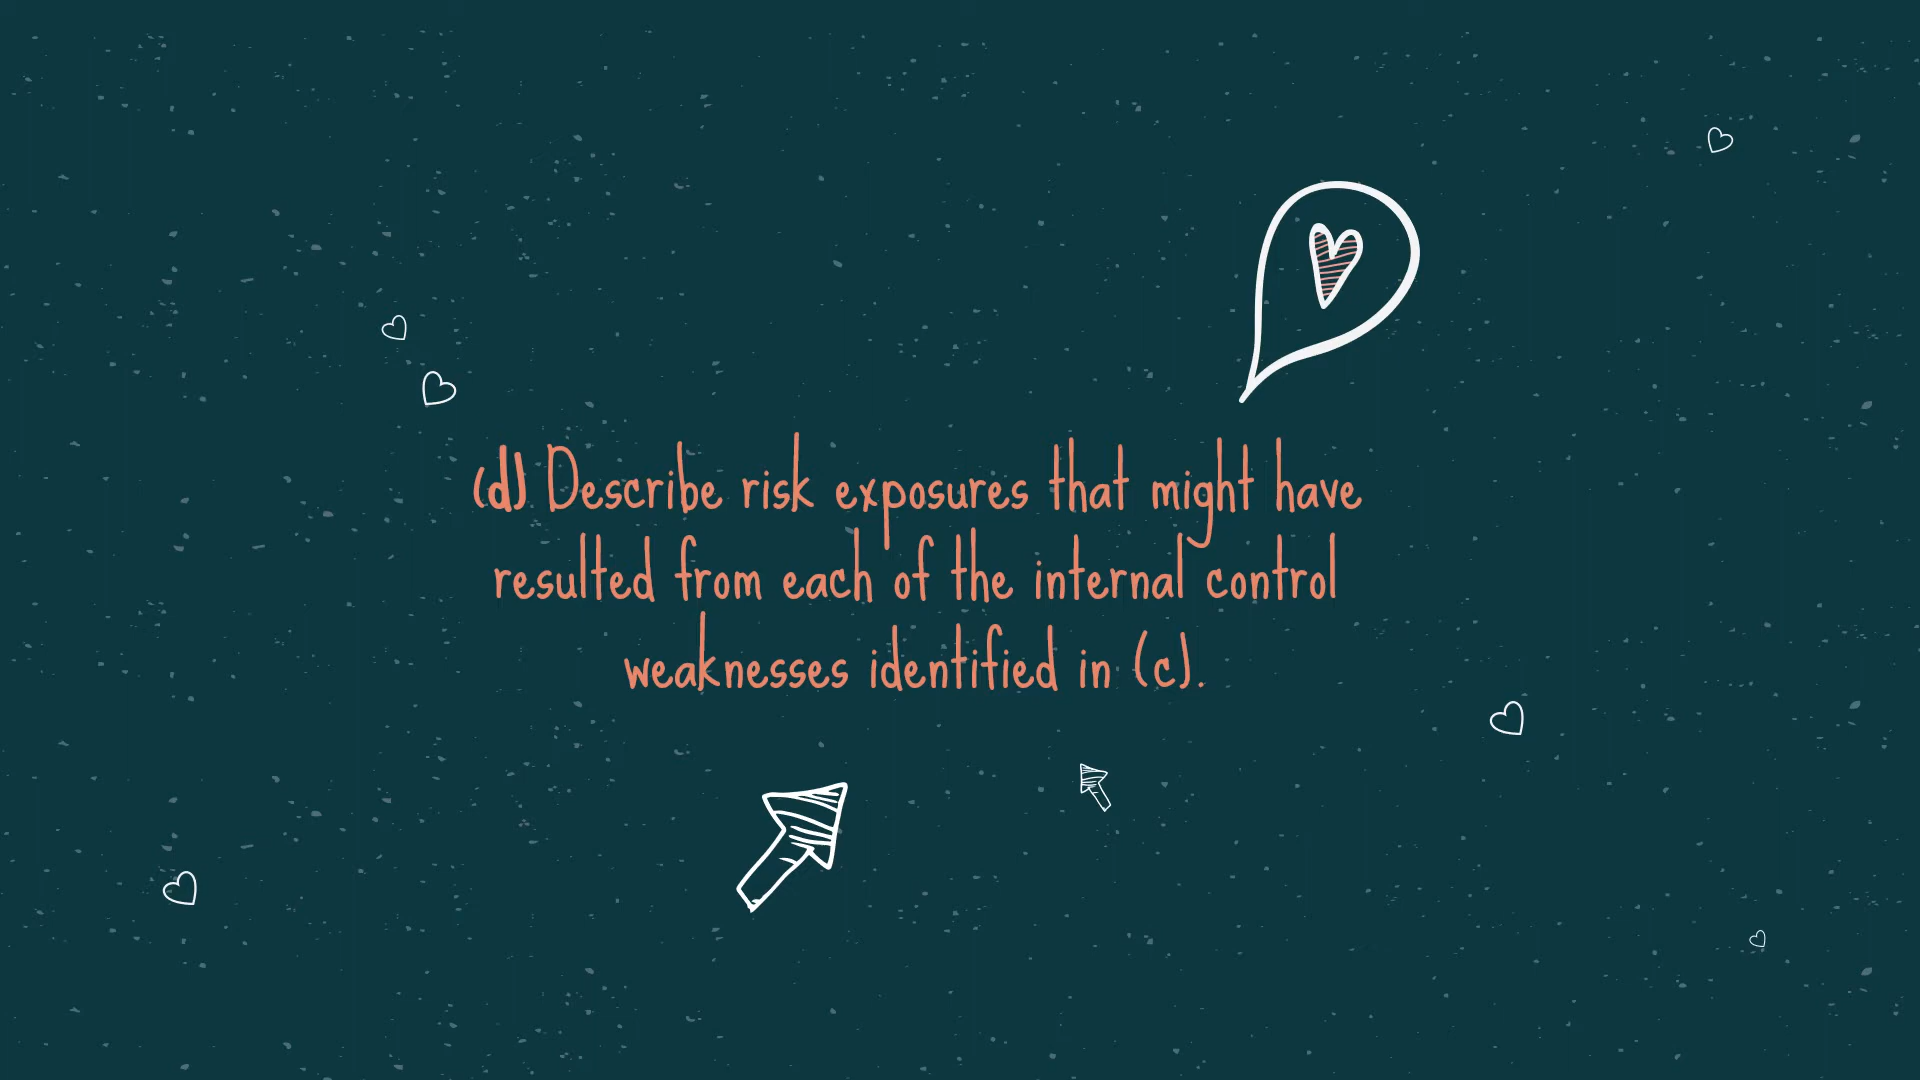 (d) Describe risk exposures that might have
resulted from each of the internal control
weaknesses identified in (c).